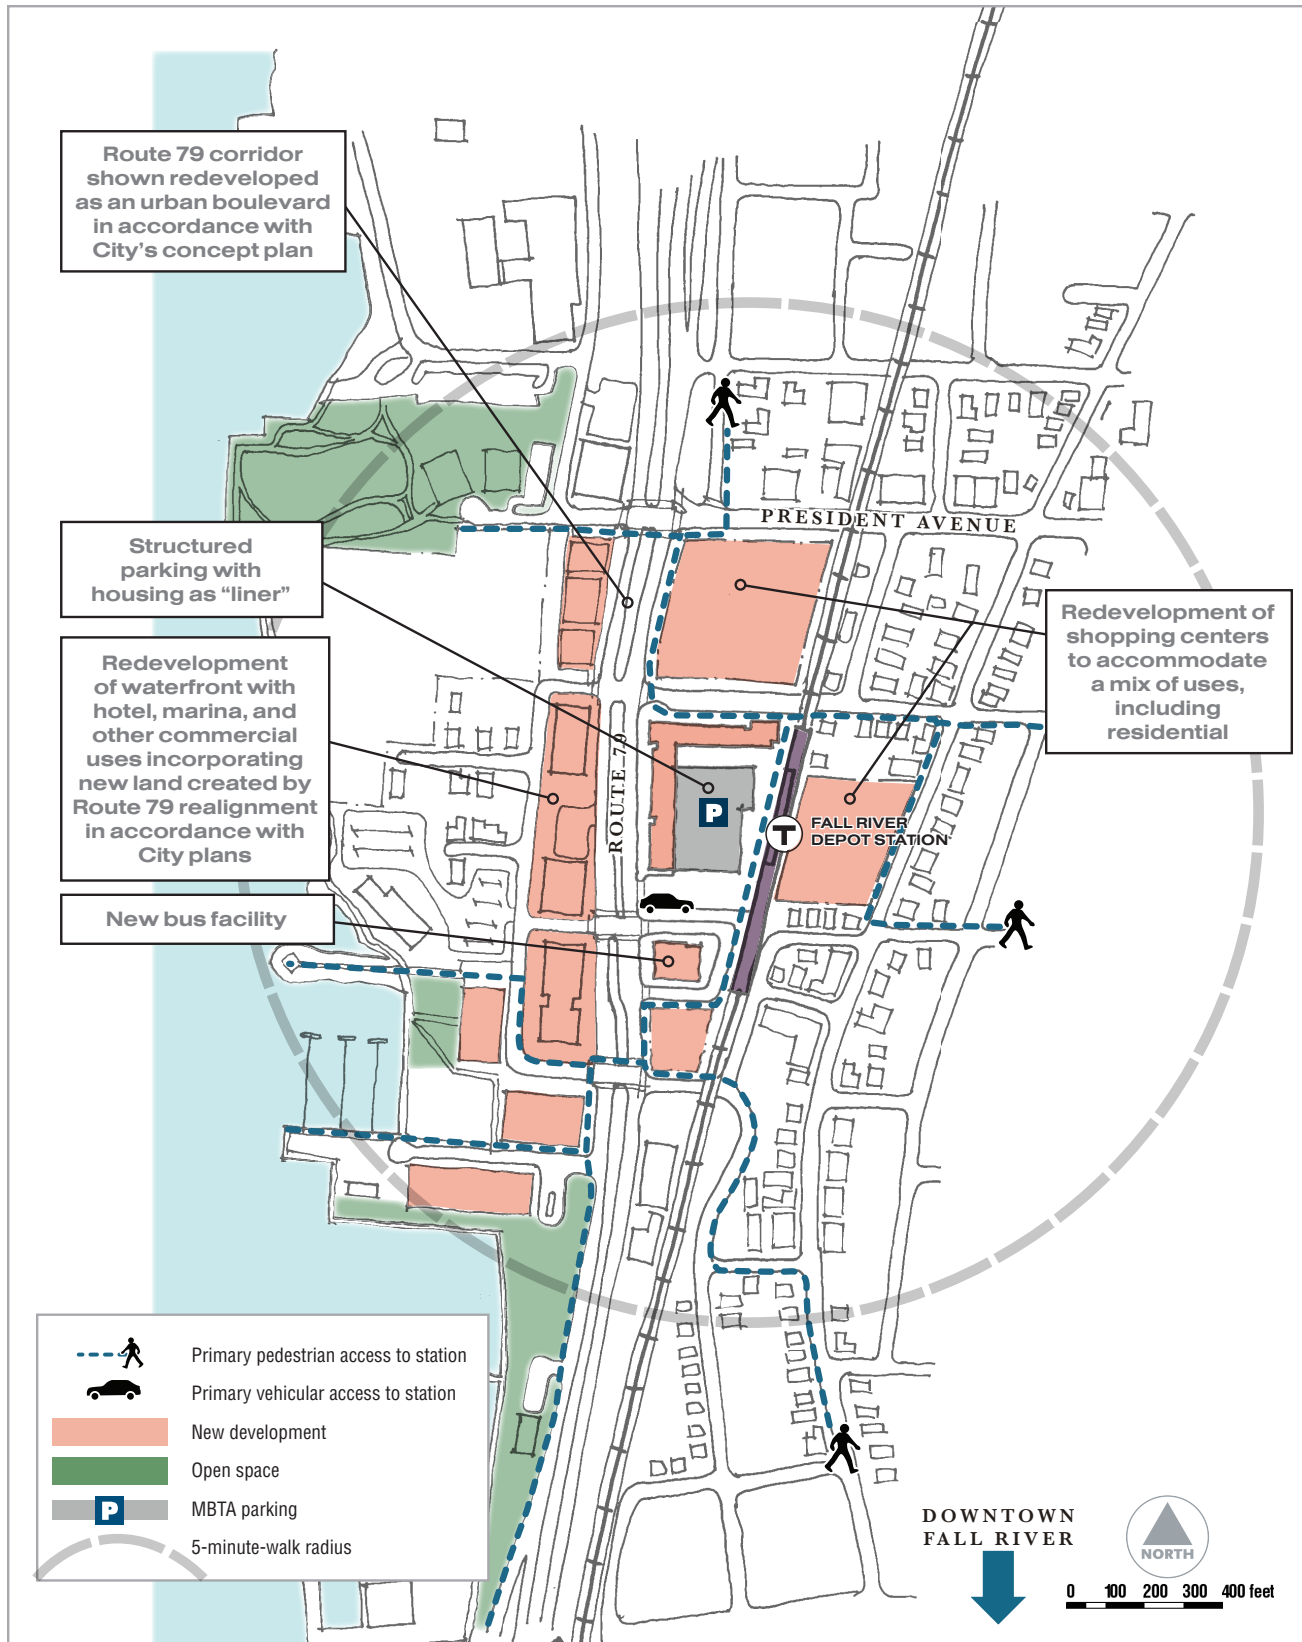 Route 79 corridor
shown redeveloped
as an urban boulevard
in accordance with
City's concept plan
PRESIDENT AVENUE
Structured
parking with
housing as “liner”
Redevelopment of
shopping centers
to accommodate
a mix of uses,
including
residential
Redevelopment
of waterfront with
hotel, marina, and
other commercial
uses incorporating
new land created by
Route 79 realignment
in accordance with
City plans
ROUTE 79
P
T
FALL RIVER
DEPOT STATION
New bus facility
Primary pedestrian access to station
Primary vehicular access to station
New development
Open space
P
MBTA parking
5-minute-walk radius
DOWNTOWN
FALL RIVER
NORTH
0 100 200 300 400 feet